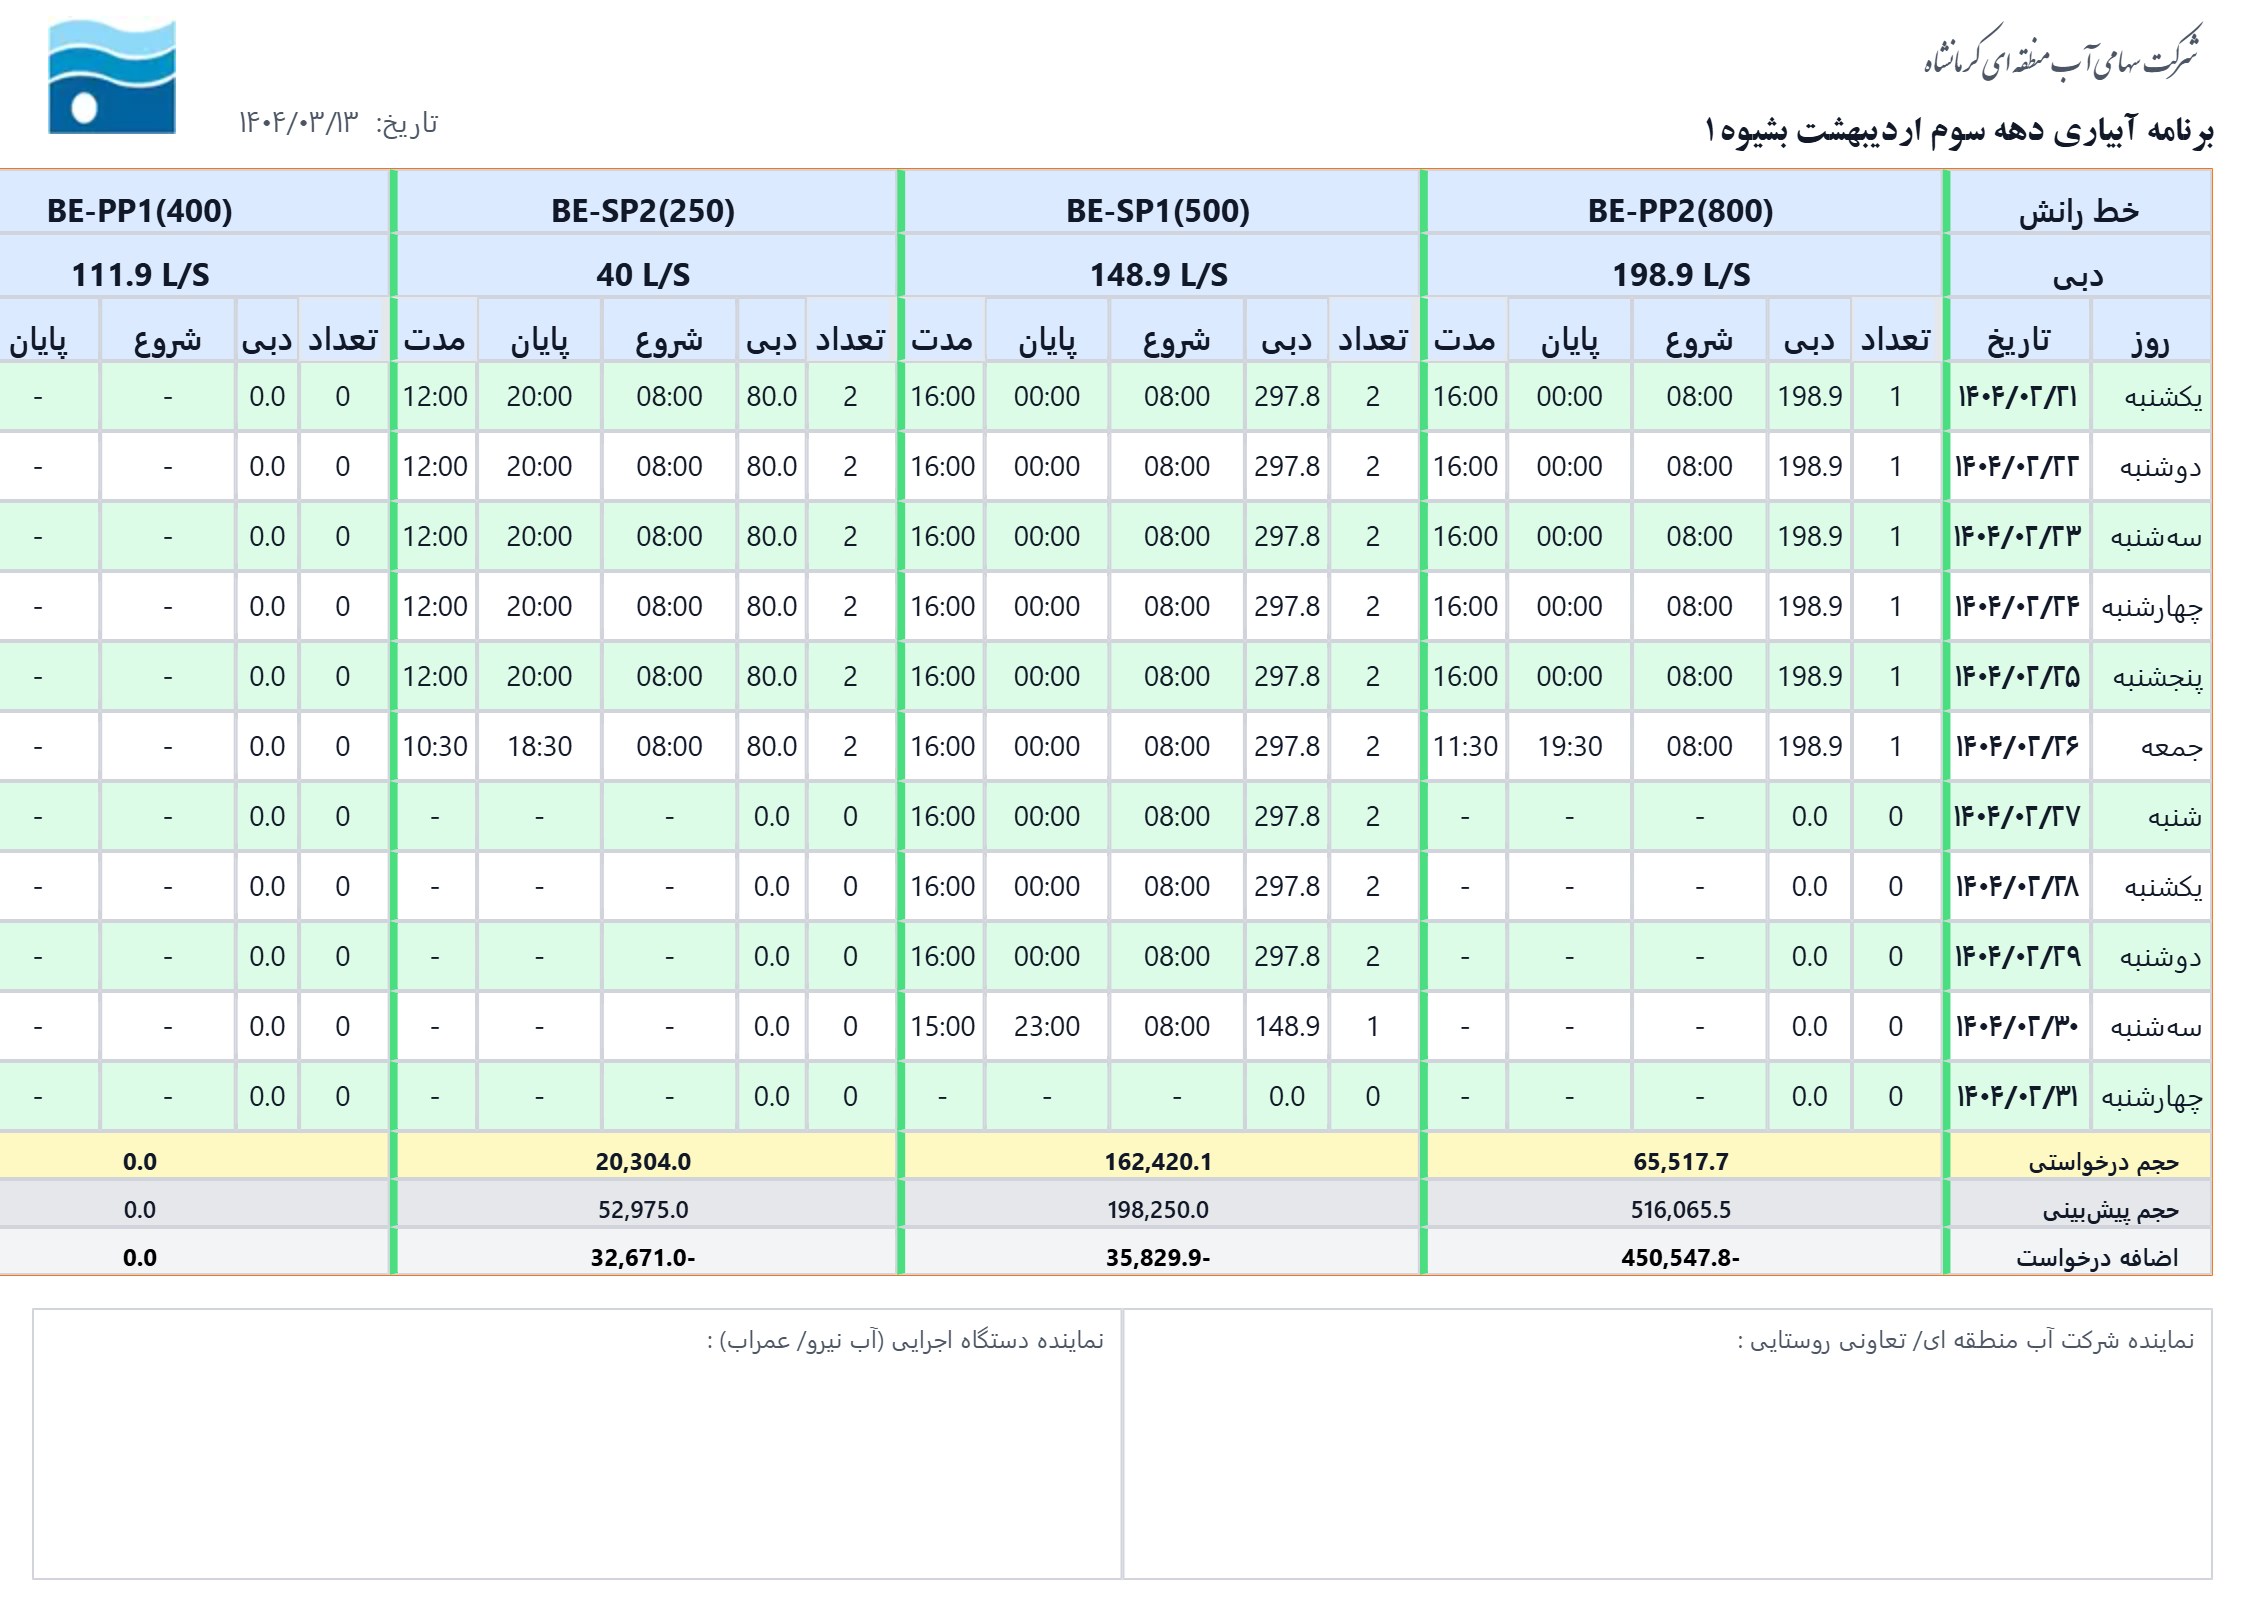 شرکت سهامی آب منطقه ای کرمانشاه
برنامه آبیاری دهه سوم اردیبهشت بشیوه ۱
تاریخ: ۱۴۰۴/۰۳/۱۳
خط رانش BE-PP2(800) BE-SP1(500) BE-SP2(250) BE-PP1(400)
دبی 198.9 L/S 148.9 L/S 40 L/S 111.9 L/S
روز تاریخ تعداد دبی شروع پایان مدت تعداد دبی شروع پایان مدت تعداد دبی شروع پایان مدت تعداد دبی شروع پایان
یکشنبه ۱۴۰۴/۰۲/۲۱ 1 198.9 08:00 00:00 16:00 2 297.8 08:00 00:00 16:00 2 80.0 08:00 20:00 12:00 0 0.0 - -
دوشنبه ۱۴۰۴/۰۲/۲۲ 1 198.9 08:00 00:00 16:00 2 297.8 08:00 00:00 16:00 2 80.0 08:00 20:00 12:00 0 0.0 - -
سه‌شنبه ۱۴۰۴/۰۲/۲۳ 1 198.9 08:00 00:00 16:00 2 297.8 08:00 00:00 16:00 2 80.0 08:00 20:00 12:00 0 0.0 - -
چهارشنبه ۱۴۰۴/۰۲/۲۴ 1 198.9 08:00 00:00 16:00 2 297.8 08:00 00:00 16:00 2 80.0 08:00 20:00 12:00 0 0.0 - -
پنجشنبه ۱۴۰۴/۰۲/۲۵ 1 198.9 08:00 00:00 16:00 2 297.8 08:00 00:00 16:00 2 80.0 08:00 20:00 12:00 0 0.0 - -
جمعه ۱۴۰۴/۰۲/۲۶ 1 198.9 08:00 19:30 11:30 2 297.8 08:00 00:00 16:00 2 80.0 08:00 18:30 10:30 0 0.0 - -
شنبه ۱۴۰۴/۰۲/۲۷ 0 0.0 - - - 2 297.8 08:00 00:00 16:00 0 0.0 - - - 0 0.0 - -
یکشنبه ۱۴۰۴/۰۲/۲۸ 0 0.0 - - - 2 297.8 08:00 00:00 16:00 0 0.0 - - - 0 0.0 - -
دوشنبه ۱۴۰۴/۰۲/۲۹ 0 0.0 - - - 2 297.8 08:00 00:00 16:00 0 0.0 - - - 0 0.0 - -
سه‌شنبه ۱۴۰۴/۰۲/۳۰ 0 0.0 - - - 1 148.9 08:00 23:00 15:00 0 0.0 - - - 0 0.0 - -
چهارشنبه ۱۴۰۴/۰۲/۳۱ 0 0.0 - - - 0 0.0 - - - 0 0.0 - - - 0 0.0 - -
حجم درخواستی 65,517.7 162,420.1 20,304.0 0.0
حجم پیش‌بینی 516,065.5 198,250.0 52,975.0 0.0
اضافه درخواست 450,547.8- 35,829.9- 32,671.0- 0.0
نماینده شرکت آب منطقه ای/ تعاونی روستایی :
نماینده دستگاه اجرایی (آب نیرو/ عمراب) :